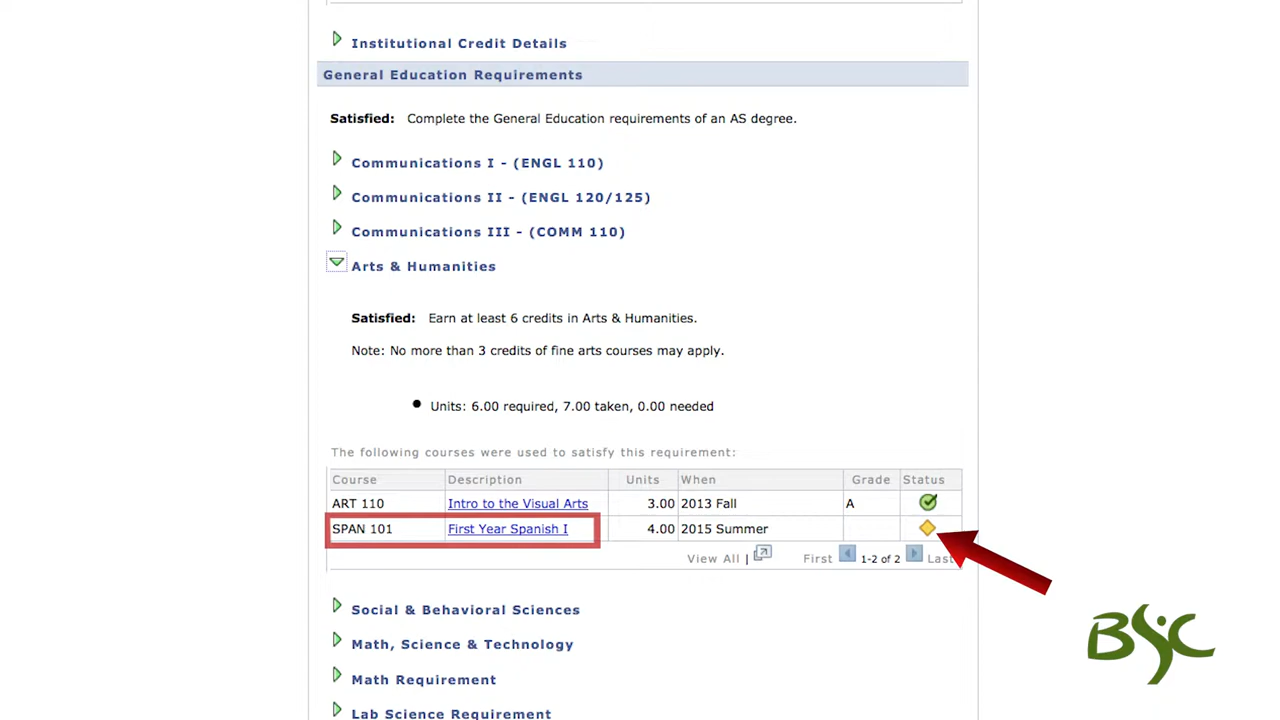 Institutional Credit Details
General Education Requirements
Satisfied: Complete the General Education requirements of an AS degree.
Communications I - (ENGL 110)
Communications II - (ENGL 120/125)
Communications III - (COMM 110)
Arts & Humanities
Satisfied: Earn at least 6 credits in Arts & Humanities.
Note: No more than 3 credits of fine arts courses may apply.
Units: 6.00 required, 7.00 taken, 0.00 needed
The following courses were used to satisfy this requirement:
Course Description Units When Grade Status
ART 110 Intro to the Visual Arts 3.00 2013 Fall A
SPAN 101 First Year Spanish I 4.00 2015 Summer
View All | First 1-2 of 2 Last
Social & Behavioral Sciences
Math, Science & Technology
BSC
Math Requirement
Lab Science Requirement